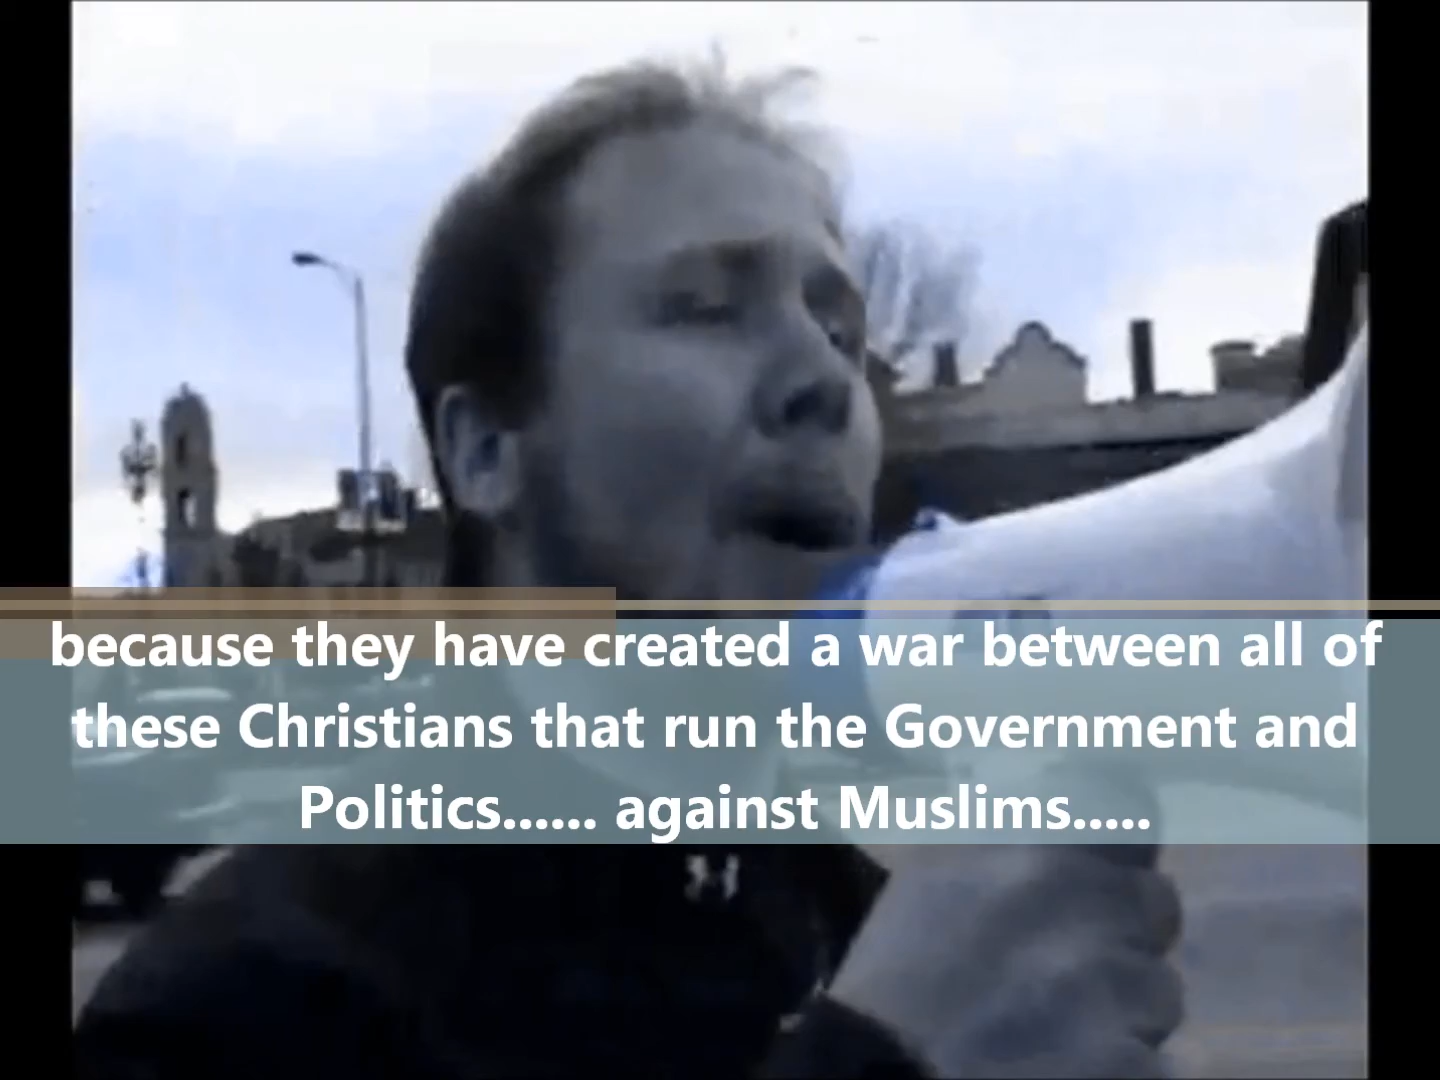 because they have created a war between all of
these Christians that run the Government and
Politics...... against Muslims.....